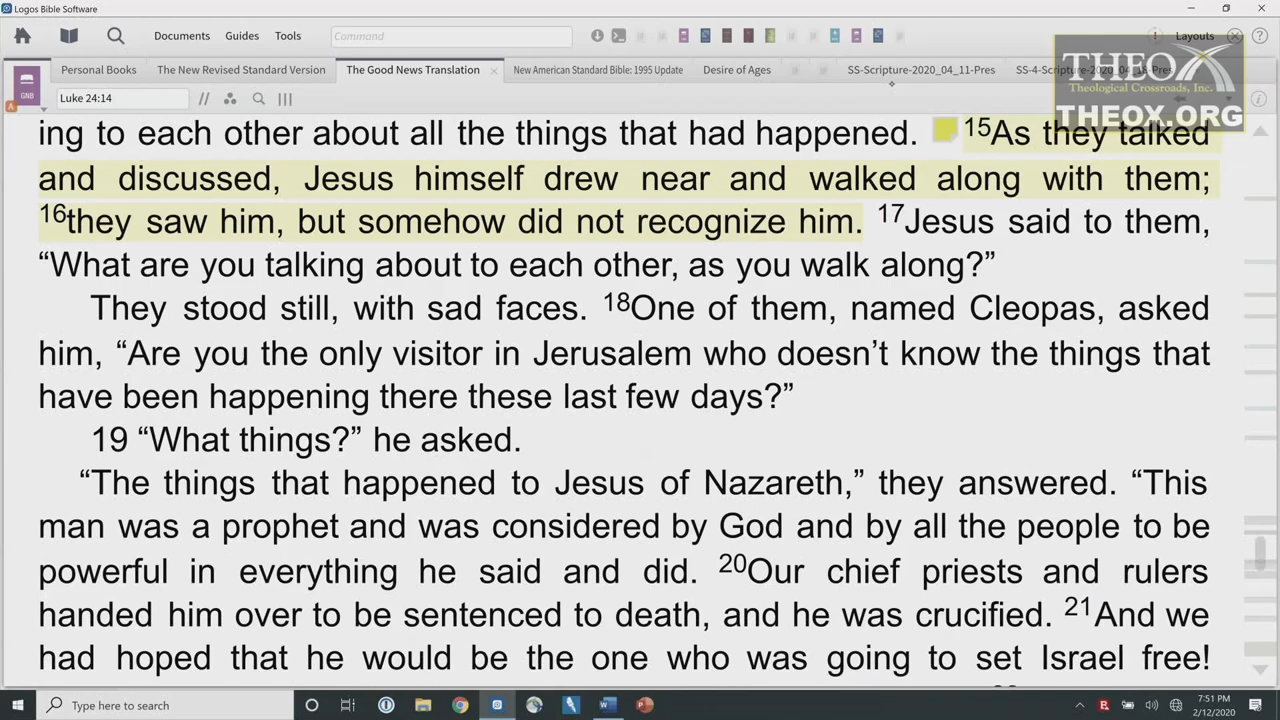 Logos Bible Software
Documents Guides Tools Command Layouts
Personal Books The New Revised Standard Version The Good News Translation New American Standard Bible: 1995 Update Desire of Ages SS-Scripture-2020_04_11-Pres SS-4-Scripture-2020_04_18-Pres
THEOX
Theological Crossroads, Inc.
THEOX.ORG
GNB
Luke 24:14
ing to each other about all the things that had happened. 15As they talked
and discussed, Jesus himself drew near and walked along with them;
16they saw him, but somehow did not recognize him. 17Jesus said to them,
“What are you talking about to each other, as you walk along?”
They stood still, with sad faces. 18One of them, named Cleopas, asked
him, “Are you the only visitor in Jerusalem who doesn’t know the things that
have been happening there these last few days?”
19 “What things?” he asked.
“The things that happened to Jesus of Nazareth,” they answered. “This
man was a prophet and was considered by God and by all the people to be
powerful in everything he said and did. 20Our chief priests and rulers
handed him over to be sentenced to death, and he was crucified. 21And we
had hoped that he would be the one who was going to set Israel free!
Type here to search
7:51 PM
2/12/2020